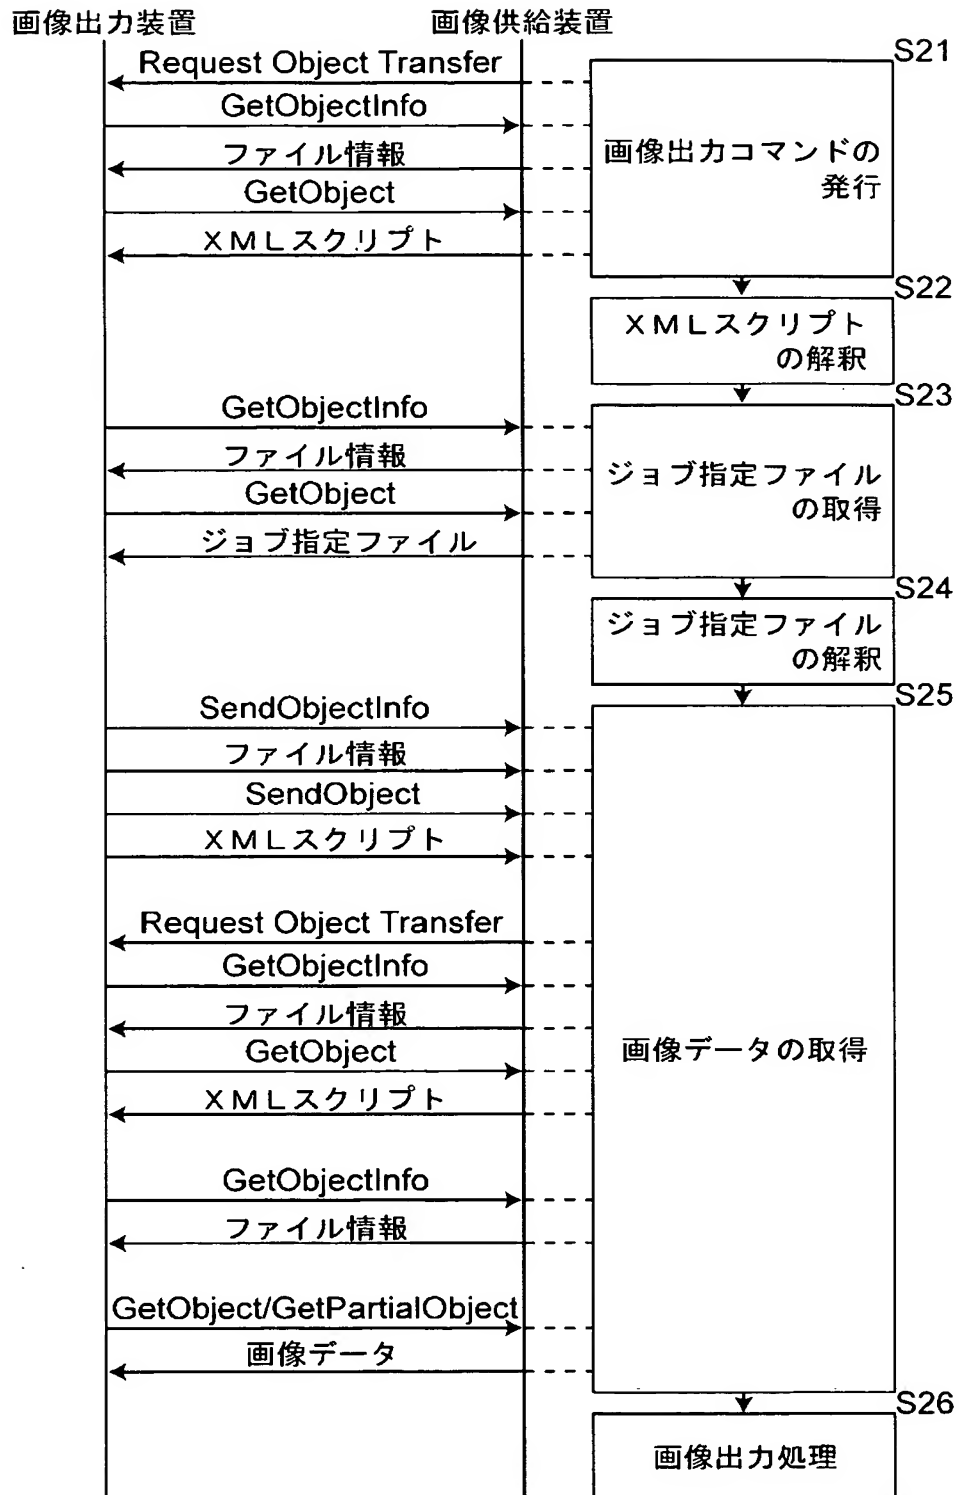 画像出力装置
画像供給装置
Request Object Transfer
GetObjectInfo
ファイル情報
GetObject
XMLスクリプト
S21
画像出力コマンドの
発行
S22
XMLスクリプト
の解釈
GetObjectInfo
ファイル情報
GetObject
ジョブ指定ファイル
S23
ジョブ指定ファイル
の取得
S24
ジョブ指定ファイル
の解釈
SendObjectInfo
ファイル情報
SendObject
XMLスクリプト
Request Object Transfer
GetObjectInfo
ファイル情報
GetObject
XMLスクリプト
GetObjectInfo
ファイル情報
GetObject/GetPartialObject
画像データ
S25
画像データの取得
S26
画像出力処理